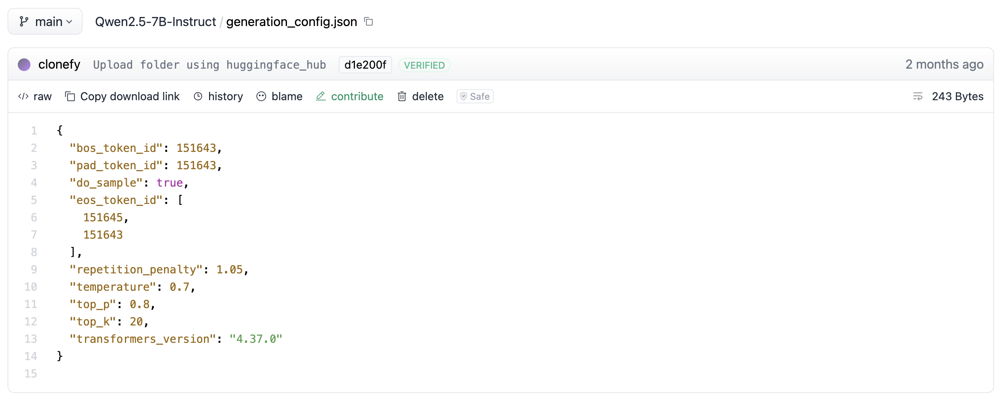 main Qwen2.5-7B-Instruct / generation_config.json
clonefy Upload folder using huggingface_hub d1e200f VERIFIED 2 months ago
</> raw Copy download link history blame contribute delete Safe 243 Bytes
1 {
2   "bos_token_id": 151643,
3   "pad_token_id": 151643,
4   "do_sample": true,
5   "eos_token_id": [
6     151645,
7     151643
8   ],
9   "repetition_penalty": 1.05,
10   "temperature": 0.7,
11   "top_p": 0.8,
12   "top_k": 20,
13   "transformers_version": "4.37.0"
14 }
15